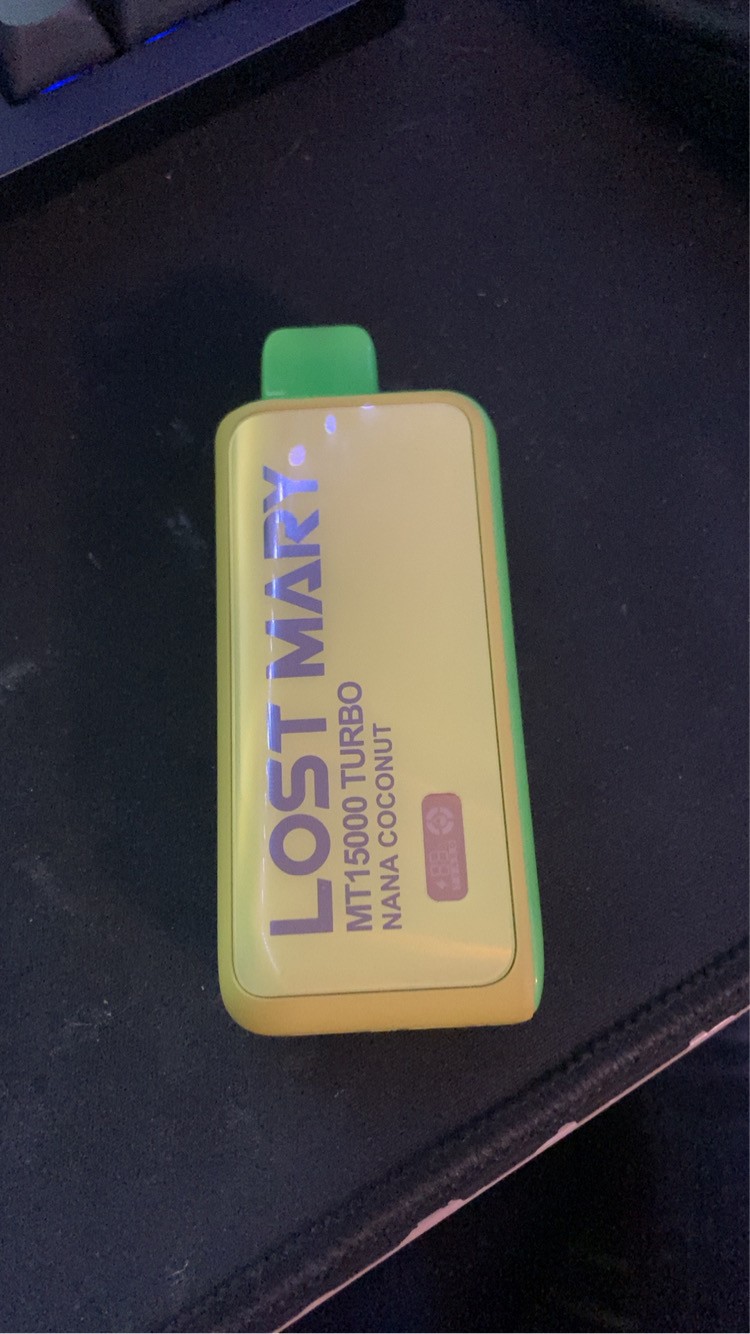 LOST MARY
MT15000 TURBO
NANA COCONUT